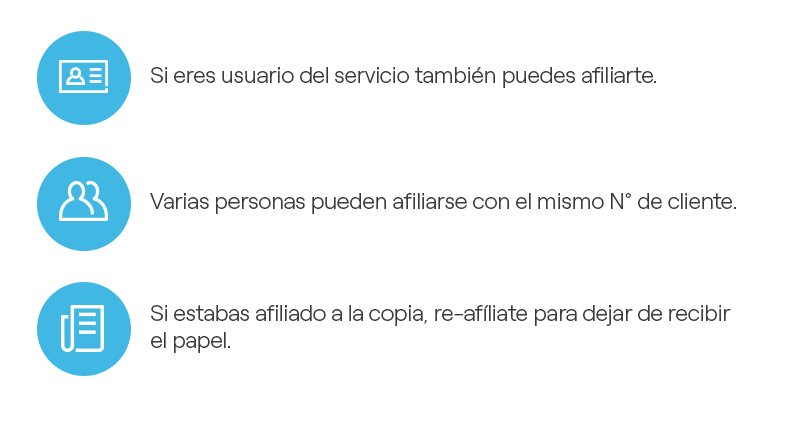 Si eres usuario del servicio también puedes afiliarte.
Varias personas pueden afiliarse con el mismo N° de cliente.
Si estabas afiliado a la copia, re-afíliate para dejar de recibir
el papel.